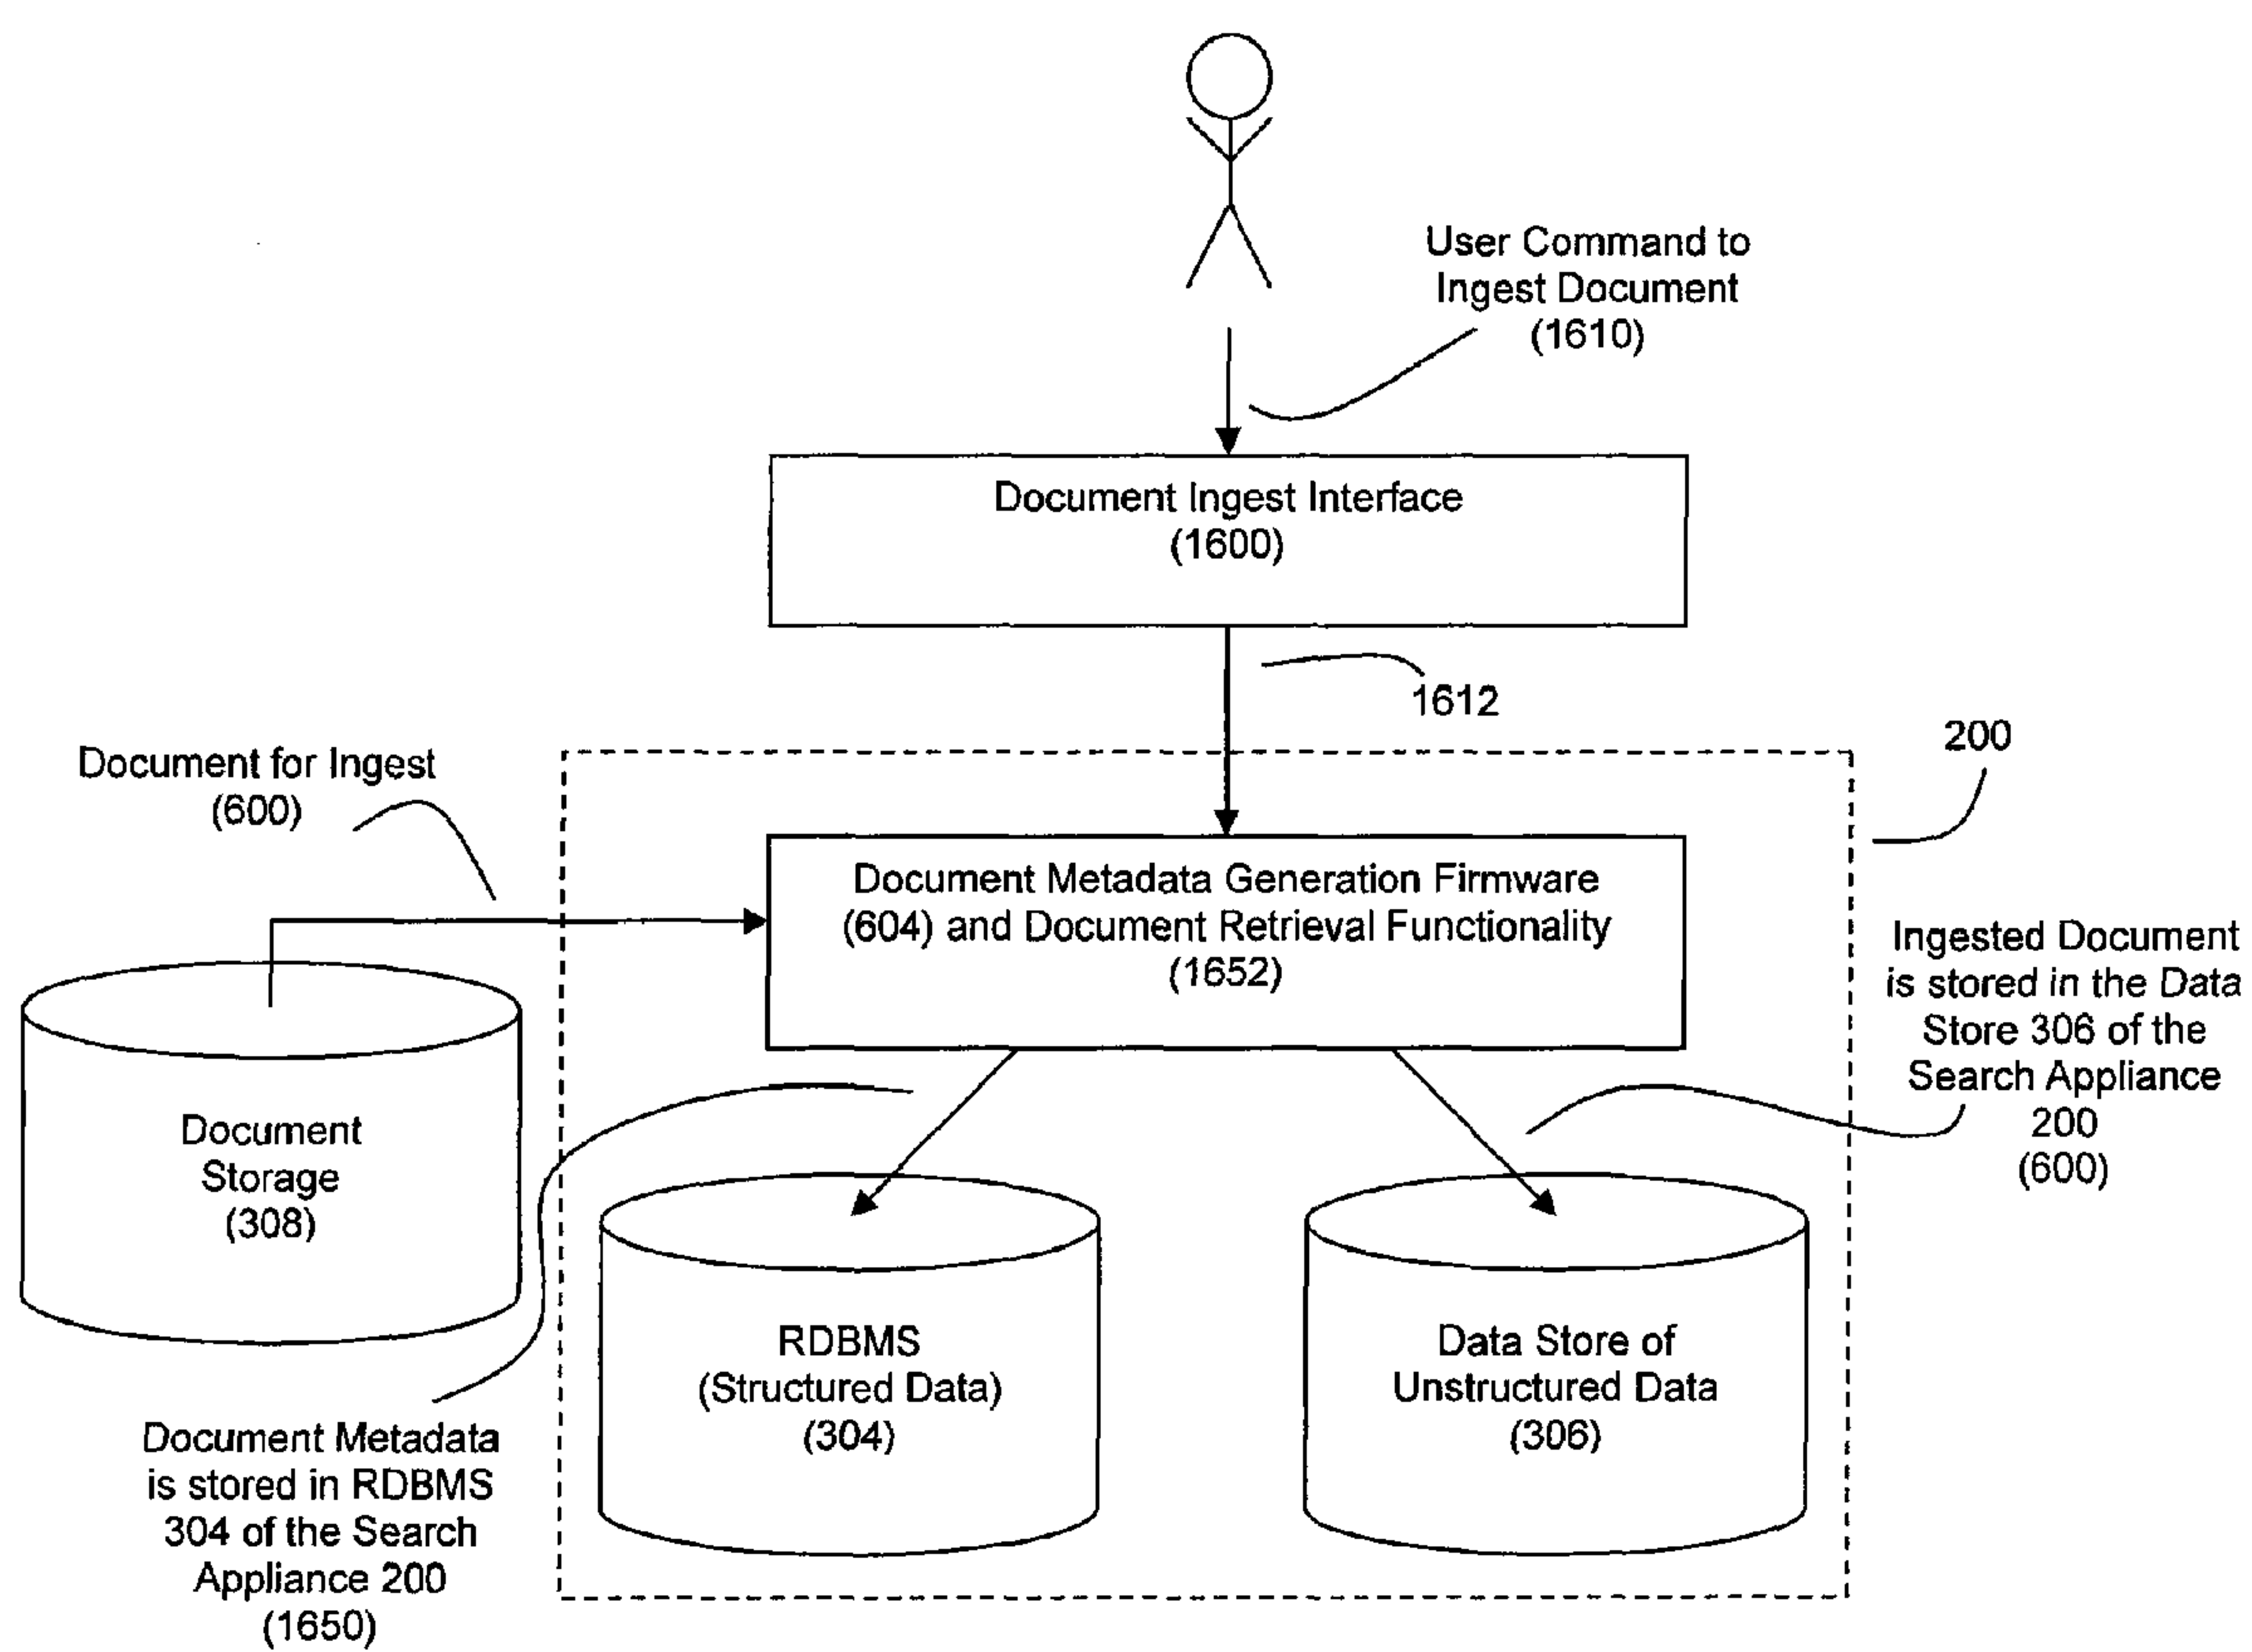 User Command to
Ingest Document
(1610)
Document Ingest Interface
(1600)
1612
200
Document for Ingest
(600)
Document Metadata Generation Firmware
(604) and Document Retrieval Functionality
(1652)
Ingested Document
is stored in the Data
Store 306 of the
Search Appliance
200
(600)
Document
Storage
(308)
RDBMS
(Structured Data)
(304)
Data Store of
Unstructured Data
(306)
Document Metadata
is stored in RDBMS
304 of the Search
Appliance 200
(1650)